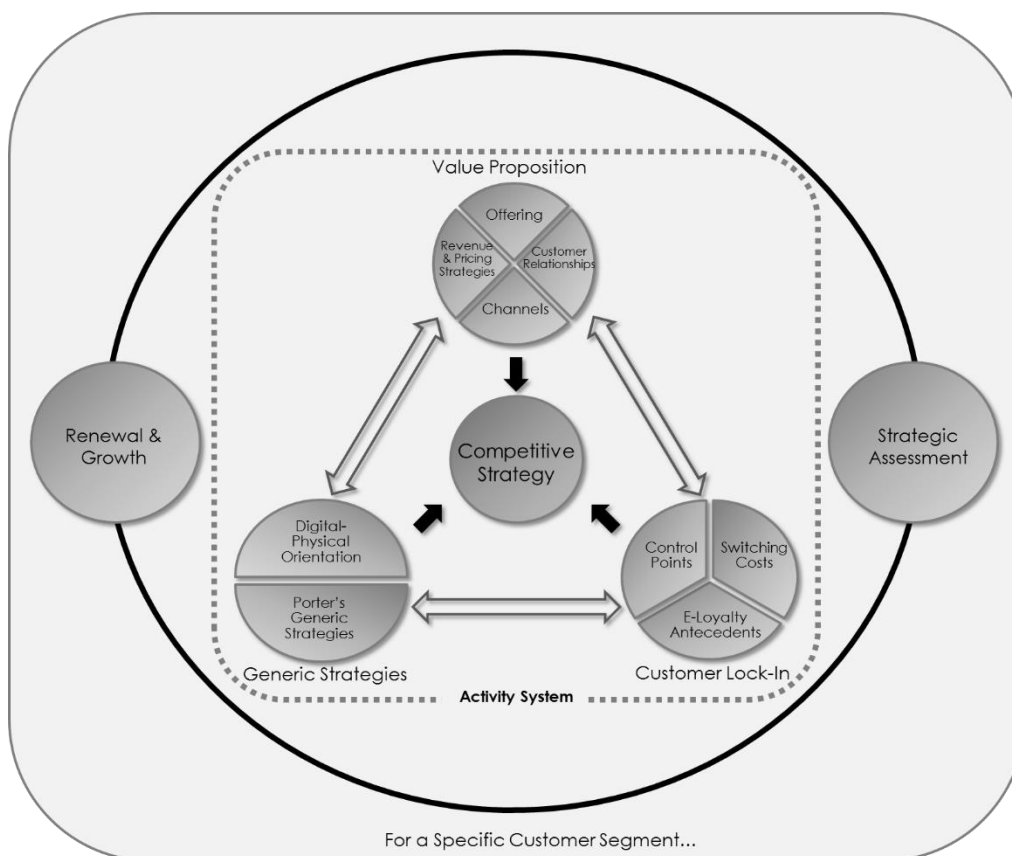 Value Proposition
Offering
Revenue
& Pricing
Strategies
Customer
Relationships
Channels
Renewal &
Growth
Competitive
Strategy
Strategic
Assessment
Digital-
Physical
Orientation
Porter's
Generic
Strategies
Generic Strategies
Control
Points
Switching
Costs
E-Loyalty
Antecedents
Customer Lock-In
Activity System
For a Specific Customer Segment...